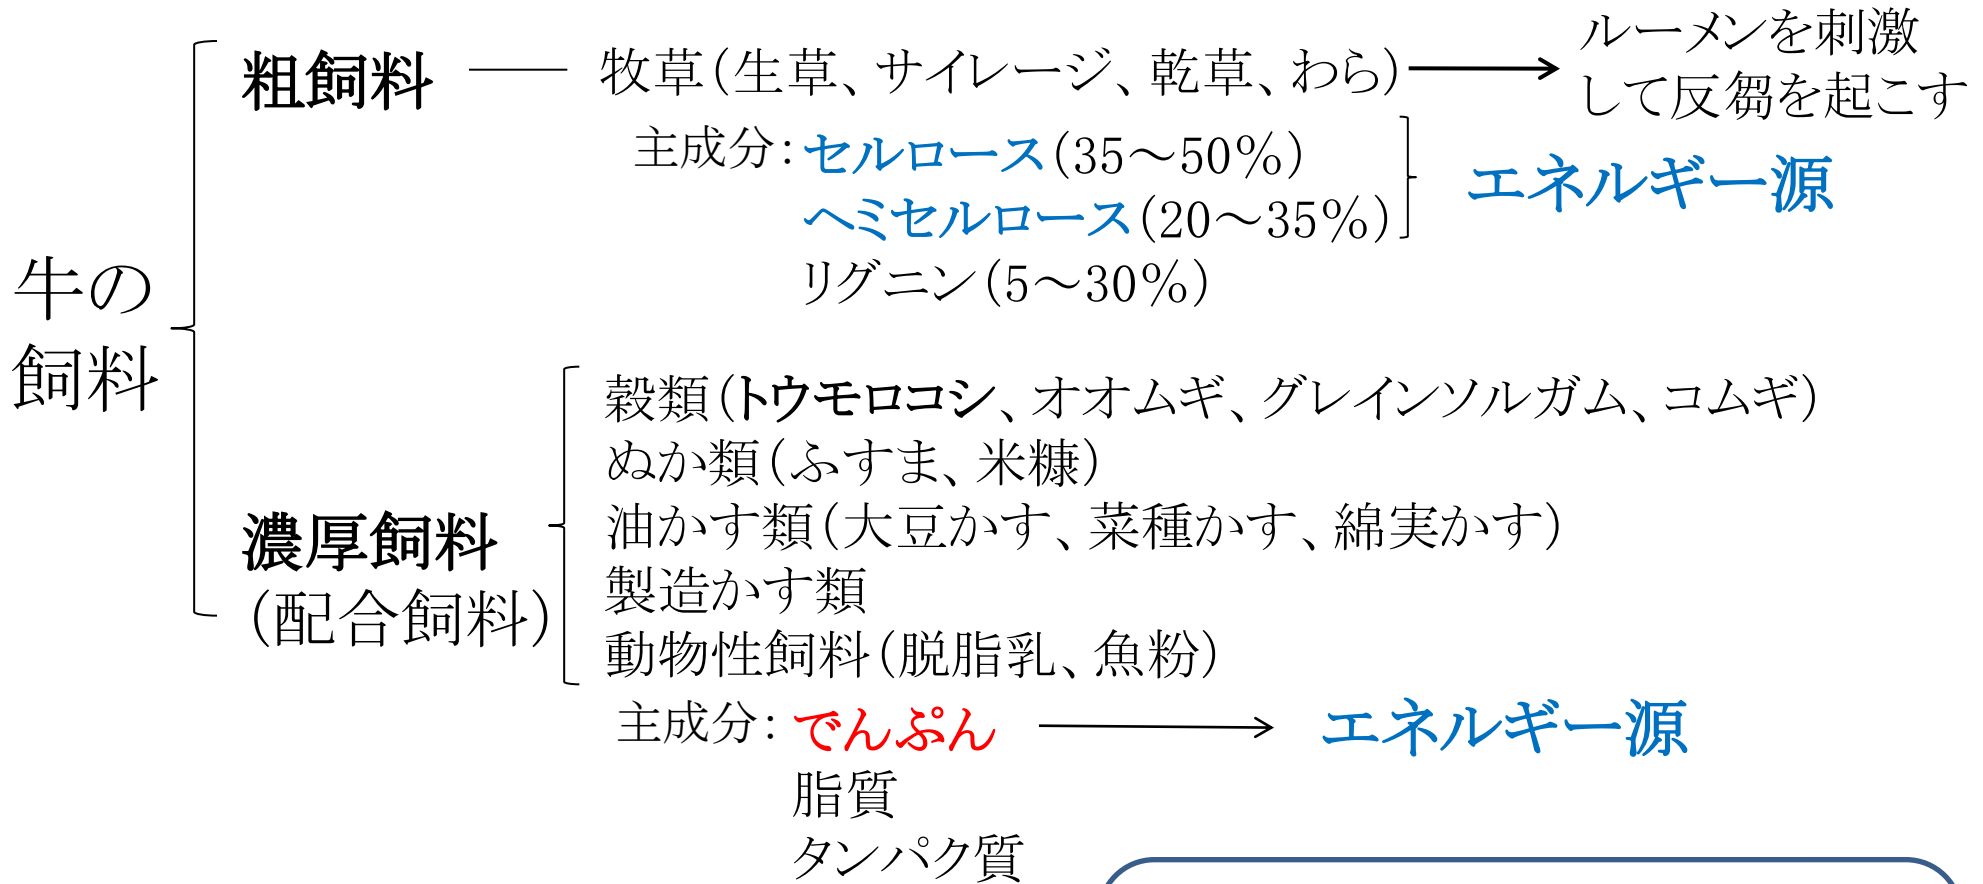 牛の
飼料
粗飼料
牧草(生草、サイレージ、乾草、わら)
ルーメンを刺激
して反芻を起こす
主成分:セルロース(35～50%)
ヘミセルロース(20～35%)
リグニン(5～30%)
エネルギー源
濃厚飼料
(配合飼料)
穀類(トウモロコシ、オオムギ、グレインソルガム、コムギ)
ぬか類(ふすま、米糠)
油かす類(大豆かす、菜種かす、綿実かす)
製造かす類
動物性飼料(脱脂乳、魚粉)
主成分:でんぷん
エネルギー源
脂質
タンパク質